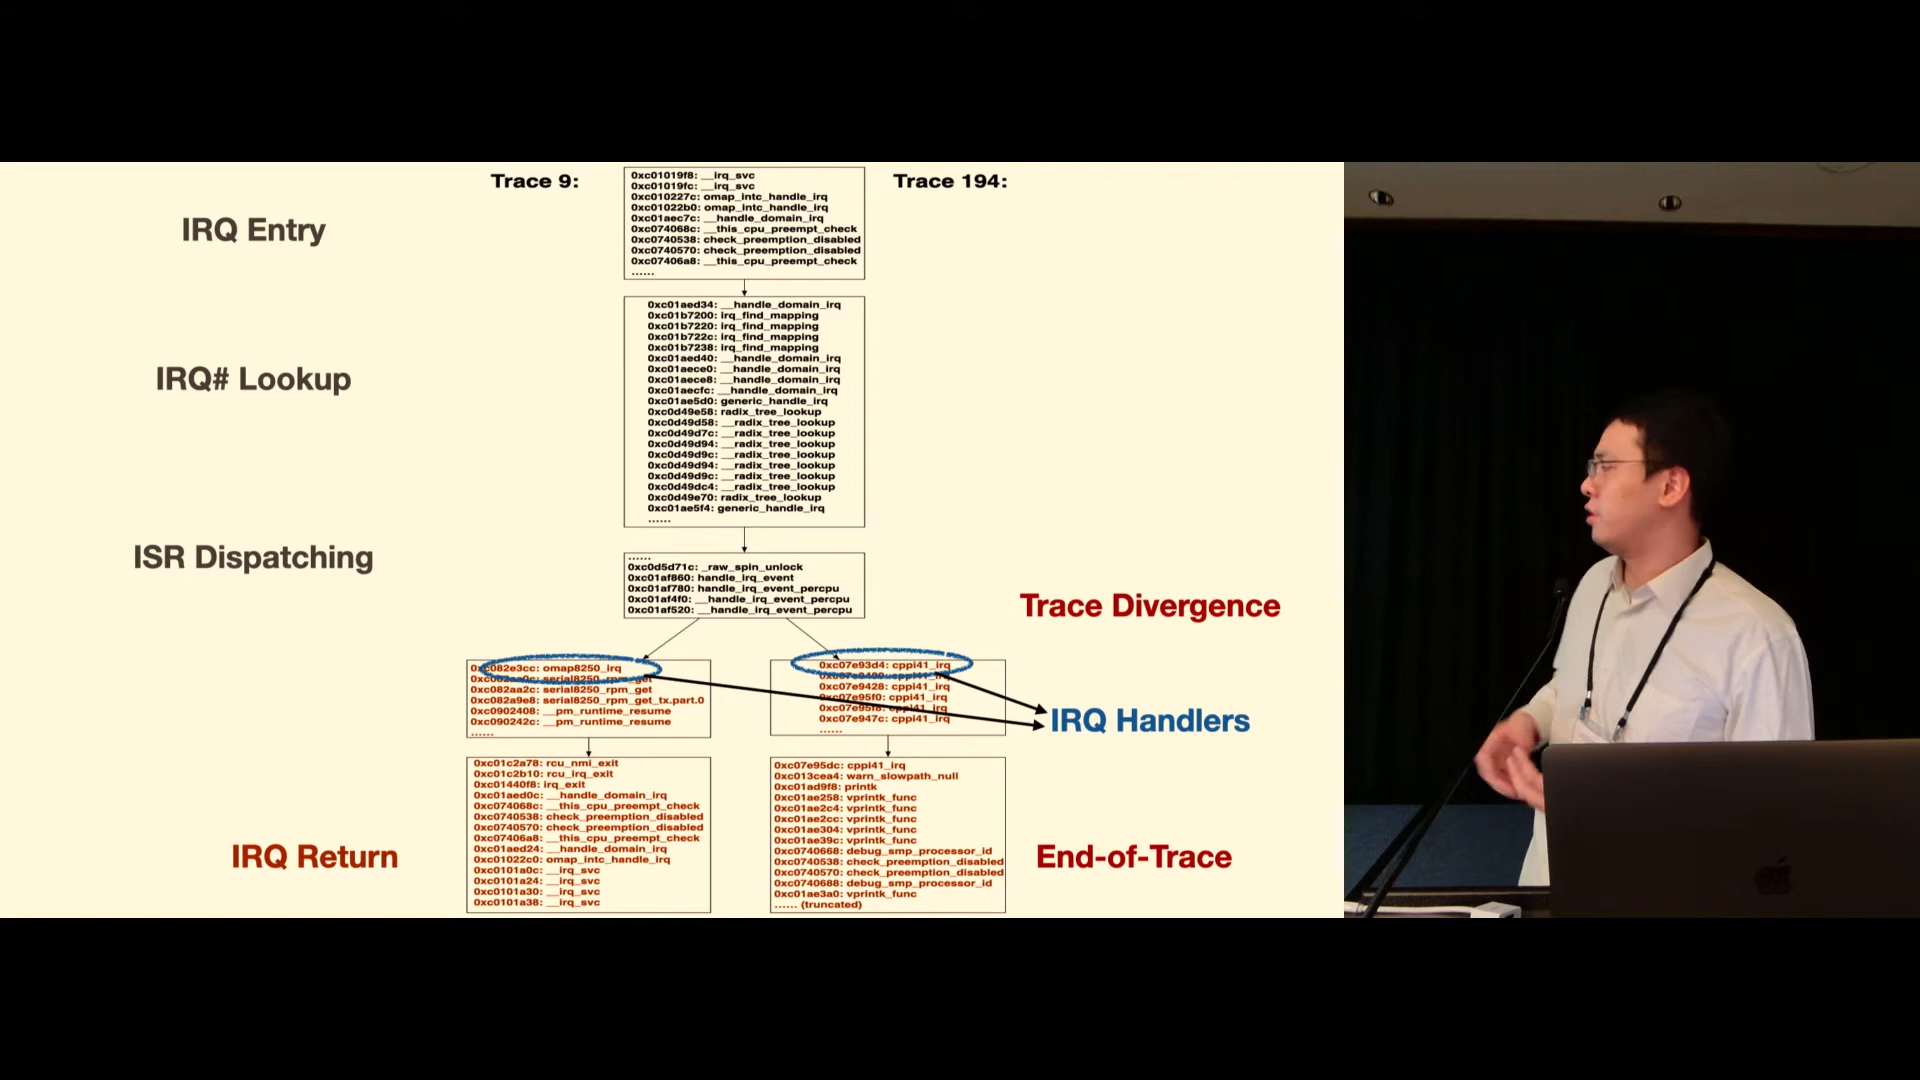 Trace 9:
Trace 194:
IRQ Entry
0xc01019f8: __irq_svc
0xc01019fc: __irq_svc
0xc010227c: omap_intc_handle_irq
0xc01022b0: omap_intc_handle_irq
0xc01aec7c: __handle_domain_irq
0xc074068c: __this_cpu_preempt_check
0xc0740538: check_preemption_disabled
0xc0740570: check_preemption_disabled
0xc07406a8: __this_cpu_preempt_check
......
IRQ# Lookup
0xc01aed34: __handle_domain_irq
0xc01b7200: irq_find_mapping
0xc01b7220: irq_find_mapping
0xc01b722c: irq_find_mapping
0xc01b7238: irq_find_mapping
0xc01aed40: __handle_domain_irq
0xc01aece0: __handle_domain_irq
0xc01aece8: __handle_domain_irq
0xc01aecfc: __handle_domain_irq
0xc01ae5d0: generic_handle_irq
0xc0d49e58: radix_tree_lookup
0xc0d49d58: __radix_tree_lookup
0xc0d49d7c: __radix_tree_lookup
0xc0d49d94: __radix_tree_lookup
0xc0d49d9c: __radix_tree_lookup
0xc0d49d94: __radix_tree_lookup
0xc0d49d9c: __radix_tree_lookup
0xc0d49dc4: __radix_tree_lookup
0xc0d49e70: radix_tree_lookup
0xc01ae5f4: generic_handle_irq
......
ISR Dispatching
......
0xc0d5d71c: _raw_spin_unlock
0xc01af860: handle_irq_event
0xc01af780: handle_irq_event_percpu
0xc01af4f0: __handle_irq_event_percpu
0xc01af520: __handle_irq_event_percpu
Trace Divergence
0xc082e3cc: omap8250_irq
serial8250_rpm_get
0xc082aa2c: serial8250_rpm_get
0xc082a9e8: serial8250_rpm_get_tx.part.0
0xc0902408: __pm_runtime_resume
0xc090242c: __pm_runtime_resume
......
0xc07e93d4: cppi41_irq
cppi41_irq
0xc07e9428: cppi41_irq
0xc07e95f0: cppi41_irq
0xc07e95f8: cppi41_irq
0xc07e947c: cppi41_irq
......
IRQ Handlers
IRQ Return
0xc01c2a78: rcu_nmi_exit
0xc01c2b10: rcu_irq_exit
0xc01440f8: irq_exit
0xc01aed0c: __handle_domain_irq
0xc074068c: __this_cpu_preempt_check
0xc0740538: check_preemption_disabled
0xc0740570: check_preemption_disabled
0xc07406a8: __this_cpu_preempt_check
0xc01aed24: __handle_domain_irq
0xc01022c0: omap_intc_handle_irq
0xc0101a0c: __irq_svc
0xc0101a24: __irq_svc
0xc0101a30: __irq_svc
0xc0101a38: __irq_svc
0xc07e95dc: cppi41_irq
0xc013cea4: warn_slowpath_null
0xc01ad9f8: printk
0xc01ae258: vprintk_func
0xc01ae2c4: vprintk_func
0xc01ae2cc: vprintk_func
0xc01ae304: vprintk_func
0xc01ae39c: vprintk_func
0xc0740668: debug_smp_processor_id
0xc0740538: check_preemption_disabled
0xc0740570: check_preemption_disabled
0xc0740688: debug_smp_processor_id
0xc01ae3a0: vprintk_func
...... (truncated)
End-of-Trace